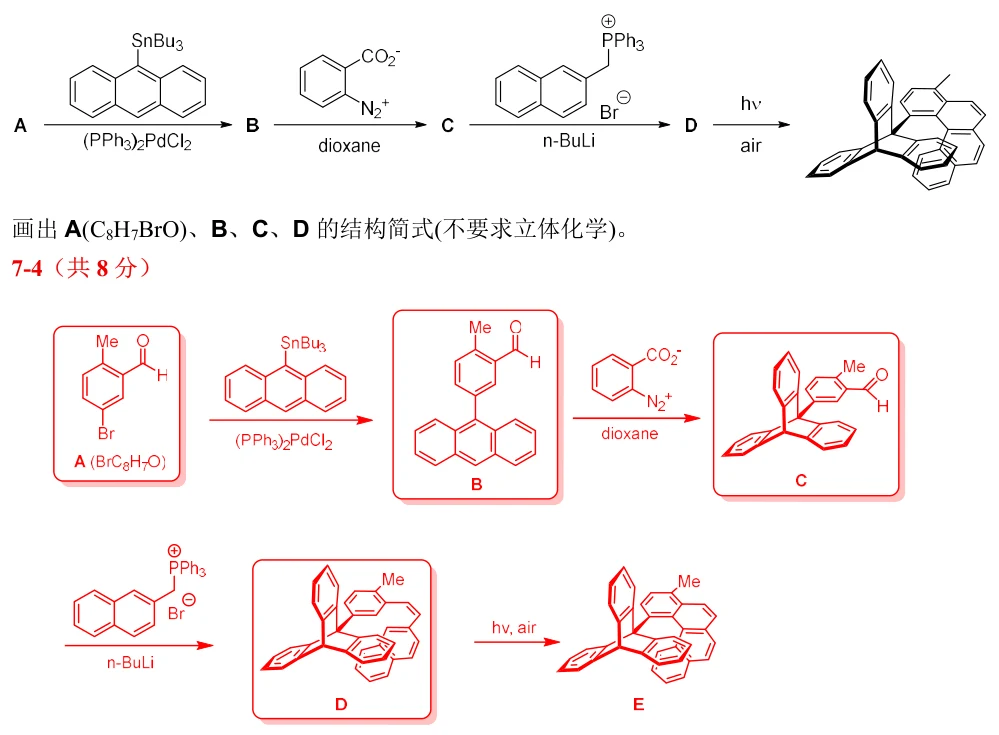 SnBu3
CO2-
N2+
PPh3
Br
A
(PPh3)2PdCl2
B
dioxane
C
n-BuLi
D
hν
air
画出 A(C8H7BrO)、B、C、D 的结构简式(不要求立体化学)。
7-4（共 8 分）
Me
O
H
Br
A (BrC8H7O)
SnBu3
(PPh3)2PdCl2
Me
O
H
B
CO2-
N2+
dioxane
Me
O
H
C
PPh3
Br
n-BuLi
Me
D
hv, air
Me
E